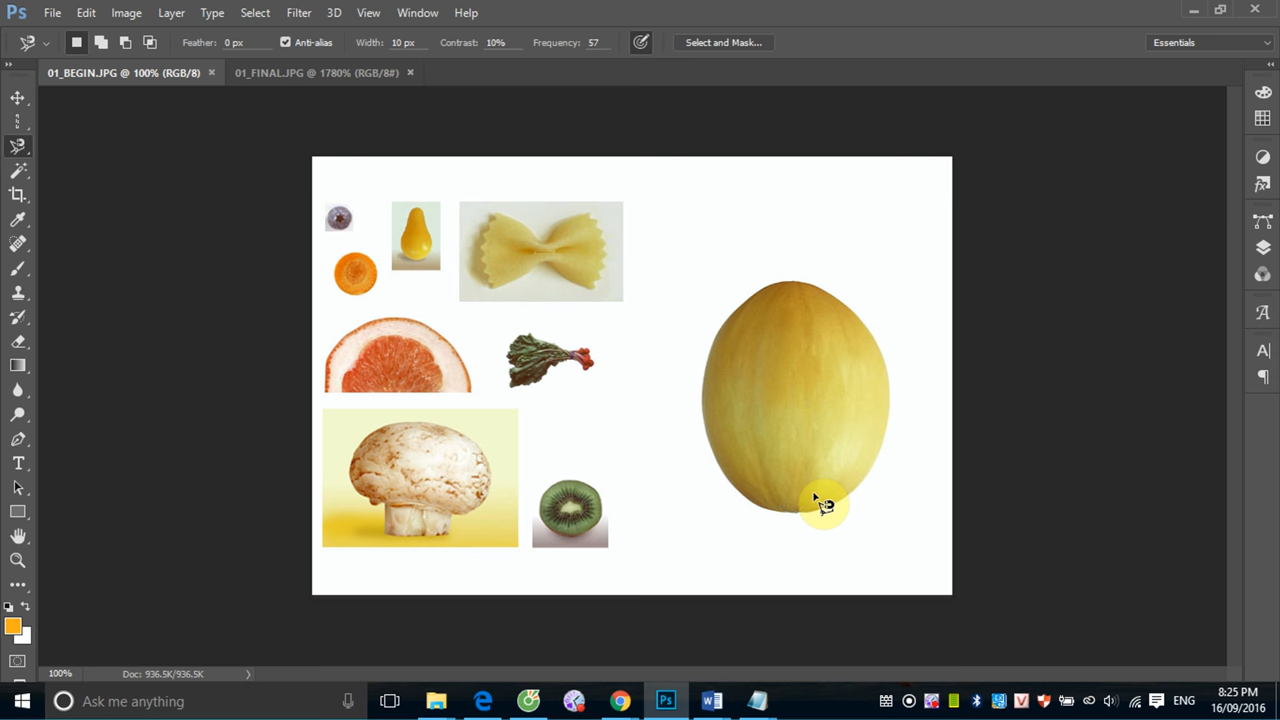 Ps File Edit Image Layer Type Select Filter 3D View Window Help
Feather: 0 px Anti-alias Width: 10 px Contrast: 10% Frequency: 57 Select and Mask... Essentials
01_BEGIN.JPG @ 100% (RGB/8) × 01_FINAL.JPG @ 1780% (RGB/8#) ×
100% Doc: 936.5K/936.5K
Ask me anything
ENG
8:25 PM
16/09/2016